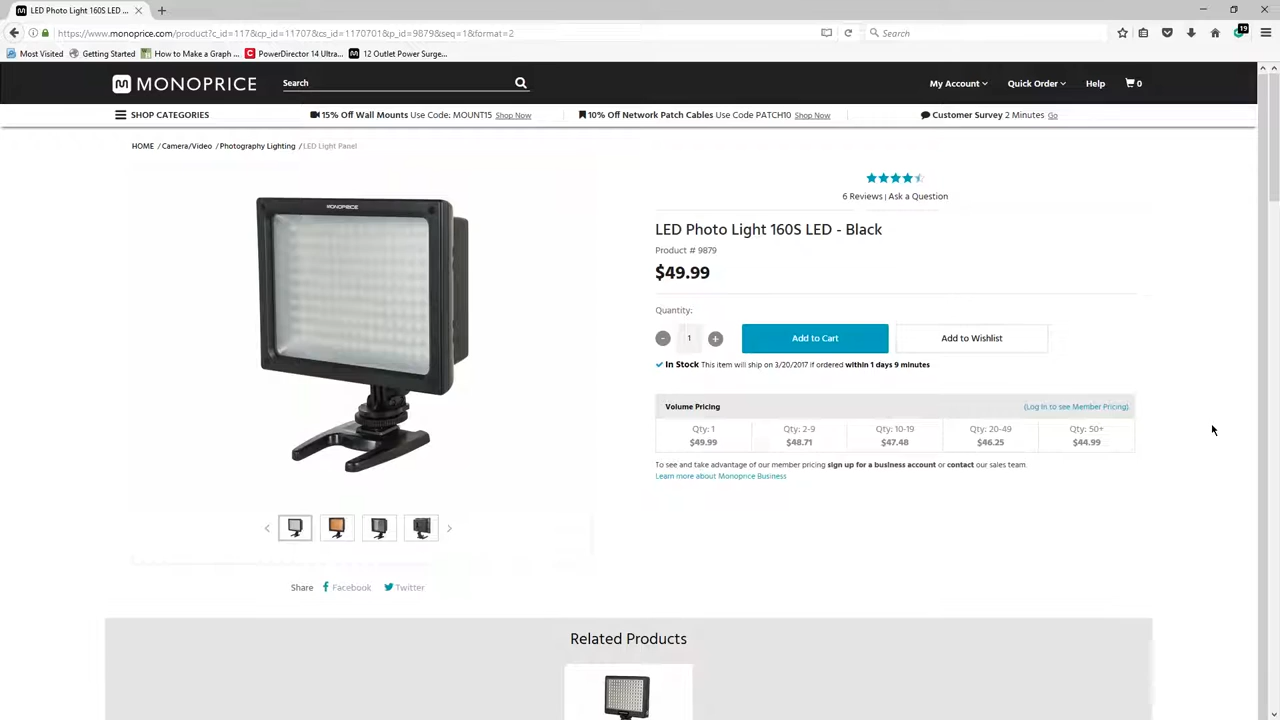 LED Photo Light 160S LED ...
https://www.monoprice.com/product?c_id=117&cp_id=11707&cs_id=1170701&p_id=9879&seq=1&format=2
Search
19
Most Visited
Getting Started
How to Make a Graph ...
PowerDirector 14 Ultra...
12 Outlet Power Surge...
MONOPRICE
Search
My Account
Quick Order
Help
0
SHOP CATEGORIES
15% Off Wall Mounts Use Code: MOUNT15 Shop Now
10% Off Network Patch Cables Use Code PATCH10 Shop Now
Customer Survey 2 Minutes Go
HOME / Camera/Video / Photography Lighting / LED Light Panel
MONOPRICE
6 Reviews | Ask a Question
LED Photo Light 160S LED - Black
Product # 9879
$49.99
Quantity:
- 1 +
Add to Cart
Add to Wishlist
In Stock This item will ship on 3/20/2017 if ordered within 1 days 9 minutes
Volume Pricing
(Log In to see Member Pricing).
Qty: 1 Qty: 2-9 Qty: 10-19 Qty: 20-49 Qty: 50+
$49.99 $48.71 $47.48 $46.25 $44.99
To see and take advantage of our member pricing sign up for a business account or contact our sales team.
Learn more about Monoprice Business
Share Facebook Twitter
Related Products